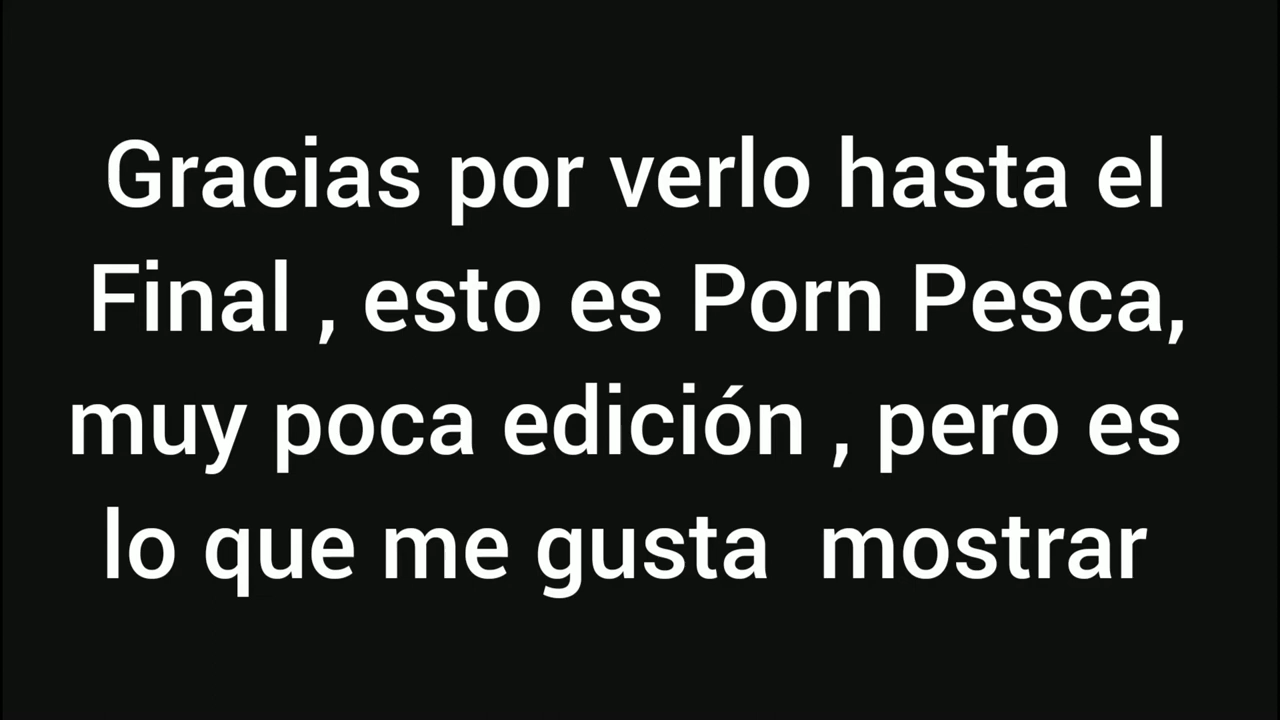 Gracias por verlo hasta el
Final , esto es Porn Pesca,
muy poca edición , pero es
lo que me gusta  mostrar